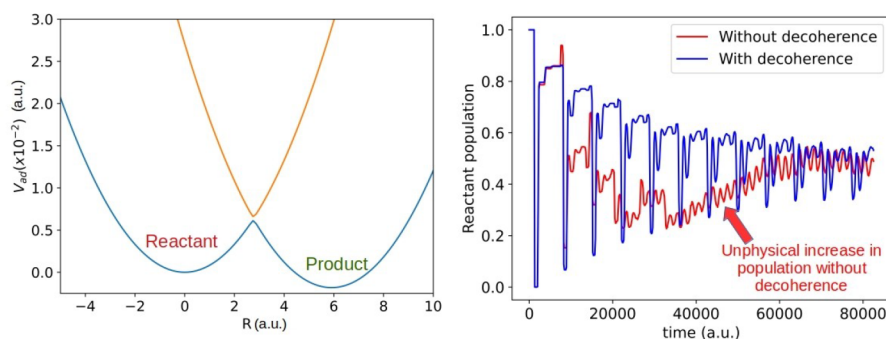 3.0
2.5
2.0
1.5
1.0
0.5
0.0
V_ad(x10^-2) (a.u.)
Reactant
Product
−4
−2
0
2
4
6
8
10
R (a.u.)
1.0
0.8
0.6
0.4
0.2
0.0
Reactant population
Without decoherence
With decoherence
Unphysical increase in
population without
decoherence
0
20000
40000
60000
80000
time (a.u.)